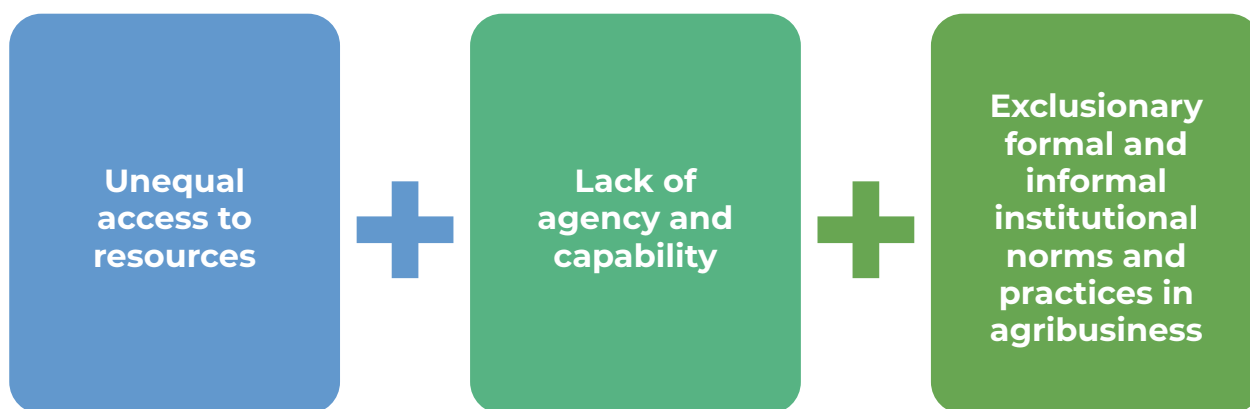 Unequal
access to
resources
Lack of
agency and
capability
Exclusionary
formal and
informal
institutional
norms and
practices in
agribusiness